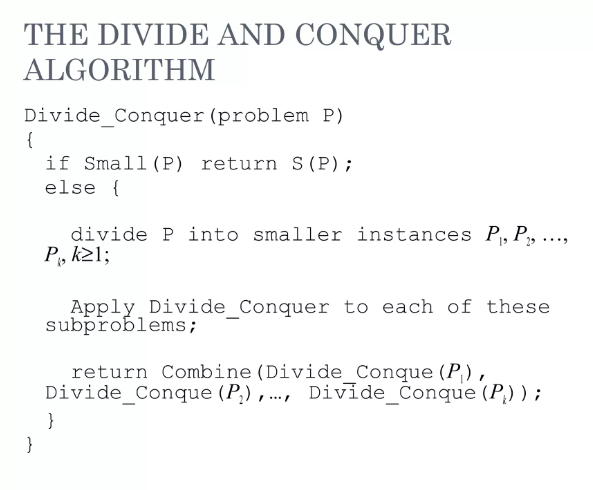 THE DIVIDE AND CONQUER
ALGORITHM
Divide_Conquer(problem P)
{
if Small(P) return S(P);
else {
divide P into smaller instances P₁, P₂, …,
Pₖ, k≥1;
Apply Divide_Conquer to each of these
subproblems;
return Combine(Divide_Conque(P₁),
Divide_Conque(P₂),…, Divide_Conque(Pₖ));
}
}